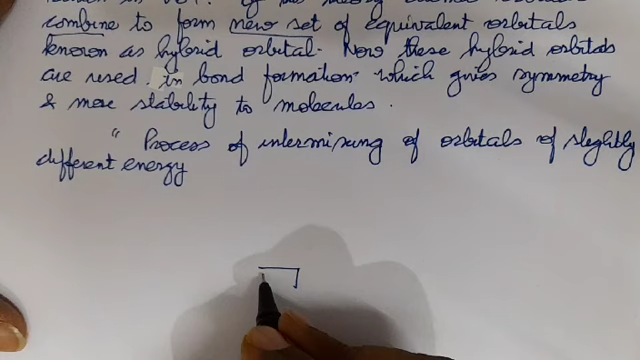 combine to form new set of equivalent orbitals
known as hybrid orbital. Now these hybrid orbitals
are used in bond formation which gives symmetry
& more stability to molecules.
" Process of intermixing of orbitals of slightly
different energy